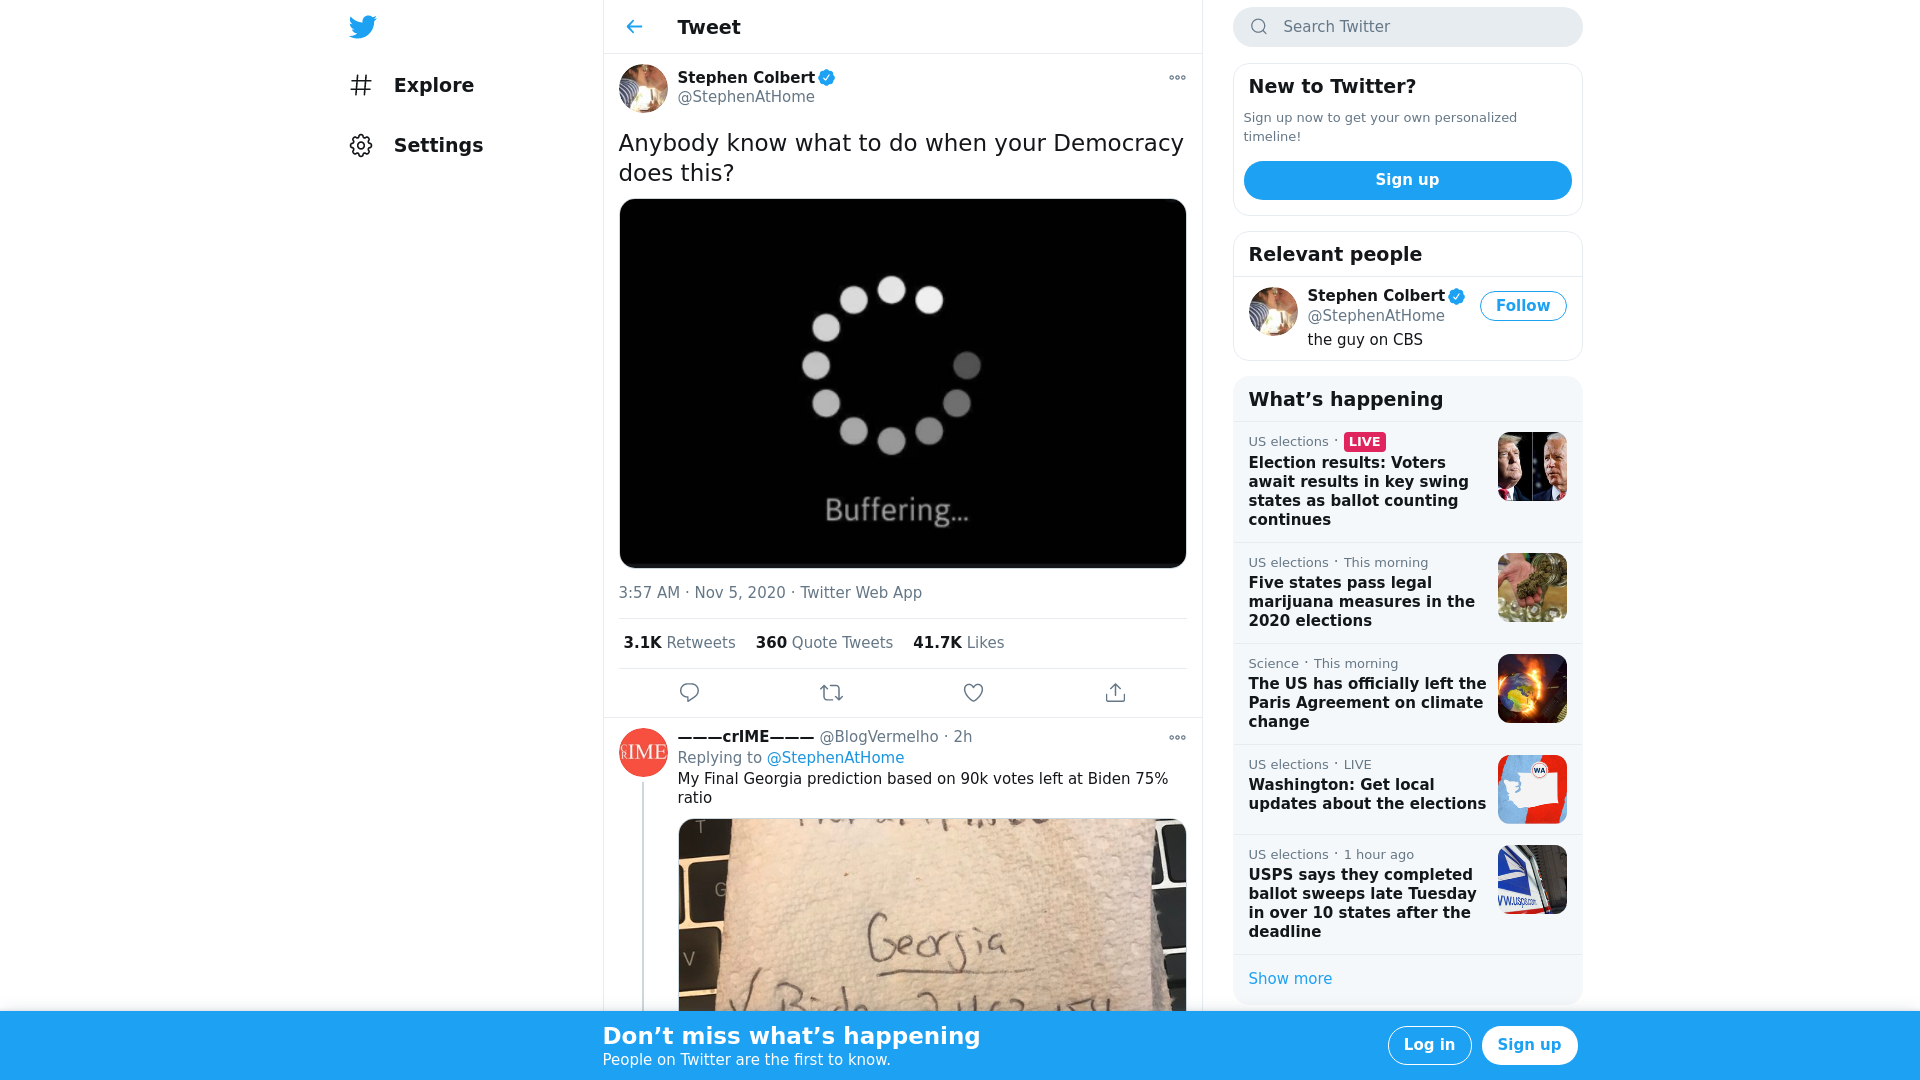 Explore
Settings
Tweet
Stephen Colbert
@StephenAtHome
Anybody know what to do when your Democracy
does this?
Buffering...
3:57 AM · Nov 5, 2020 · Twitter Web App
3.1K Retweets 360 Quote Tweets 41.7K Likes
———crIME——— @BlogVermelho · 2h
Replying to @StephenAtHome
My Final Georgia prediction based on 90k votes left at Biden 75%
ratio
CRIME
T
G
V
Georgia
Search Twitter
New to Twitter?
Sign up now to get your own personalized
timeline!
Sign up
Relevant people
Stephen Colbert
@StephenAtHome
Follow
the guy on CBS
What’s happening
US elections · LIVE
Election results: Voters
await results in key swing
states as ballot counting
continues
US elections · This morning
Five states pass legal
marijuana measures in the
2020 elections
Science · This morning
The US has officially left the
Paris Agreement on climate
change
US elections · LIVE
Washington: Get local
updates about the elections
WA
US elections · 1 hour ago
USPS says they completed
ballot sweeps late Tuesday
in over 10 states after the
deadline
Show more
Don’t miss what’s happening
People on Twitter are the first to know.
Log in
Sign up